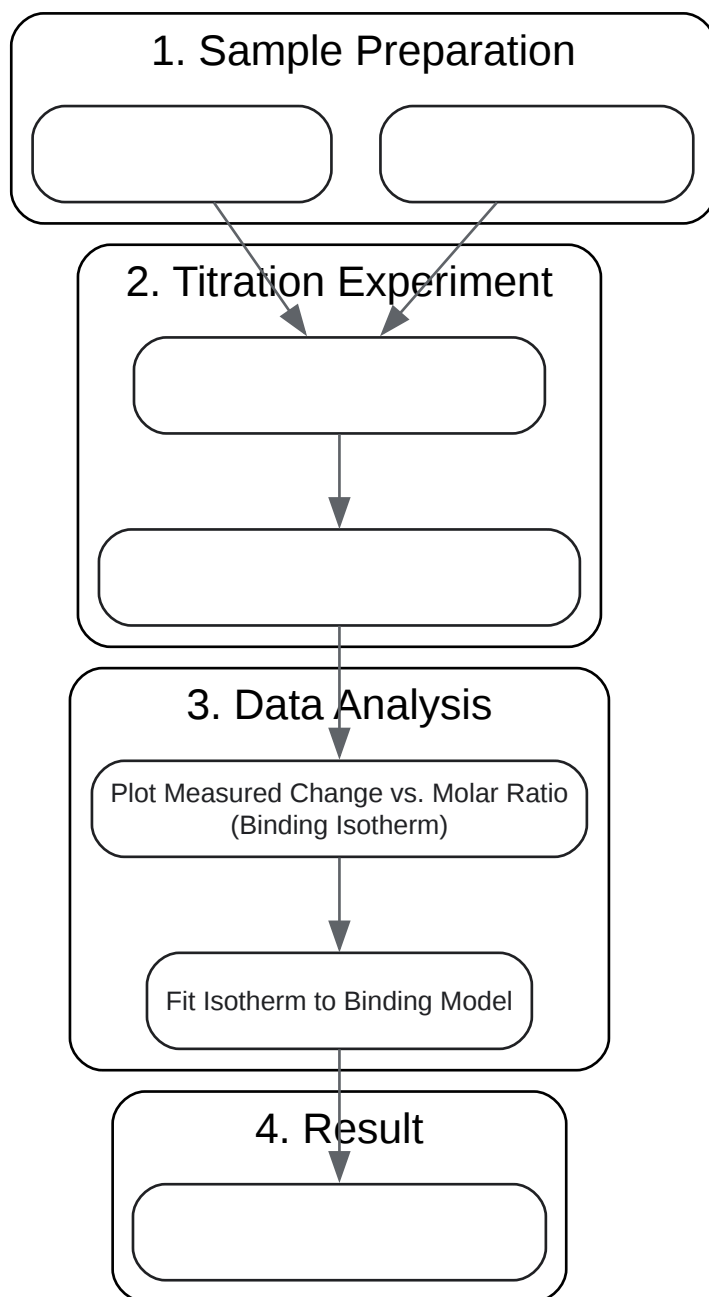 1. Sample Preparation
2. Titration Experiment
3. Data Analysis
Plot Measured Change vs. Molar Ratio
(Binding Isotherm)
Fit Isotherm to Binding Model
4. Result